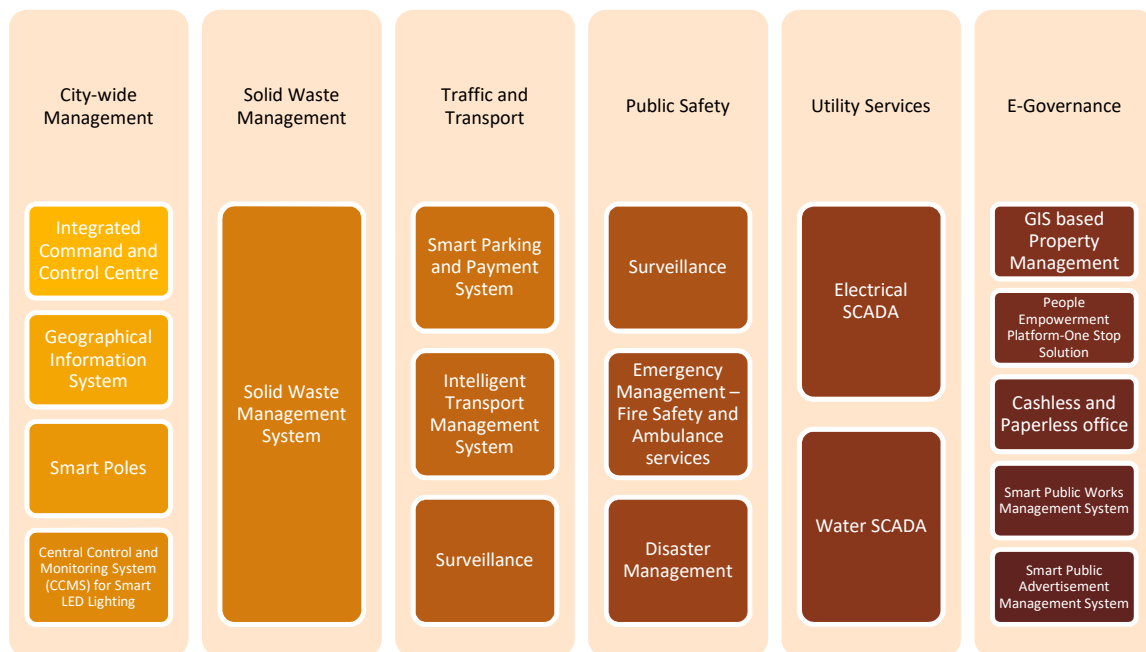 City-wide
Management
Integrated
Command and
Control Centre
Geographical
Information
System
Smart Poles
Central Control and
Monitoring System
(CCMS) for Smart
LED Lighting
Solid Waste
Management
Solid Waste
Management
System
Traffic and
Transport
Smart Parking
and Payment
System
Intelligent
Transport
Management
System
Surveillance
Public Safety
Surveillance
Emergency
Management –
Fire Safety and
Ambulance
services
Disaster
Management
Utility Services
Electrical
SCADA
Water SCADA
E-Governance
GIS based
Property
Management
People
Empowerment
Platform-One Stop
Solution
Cashless and
Paperless office
Smart Public Works
Management System
Smart Public
Advertisement
Management System